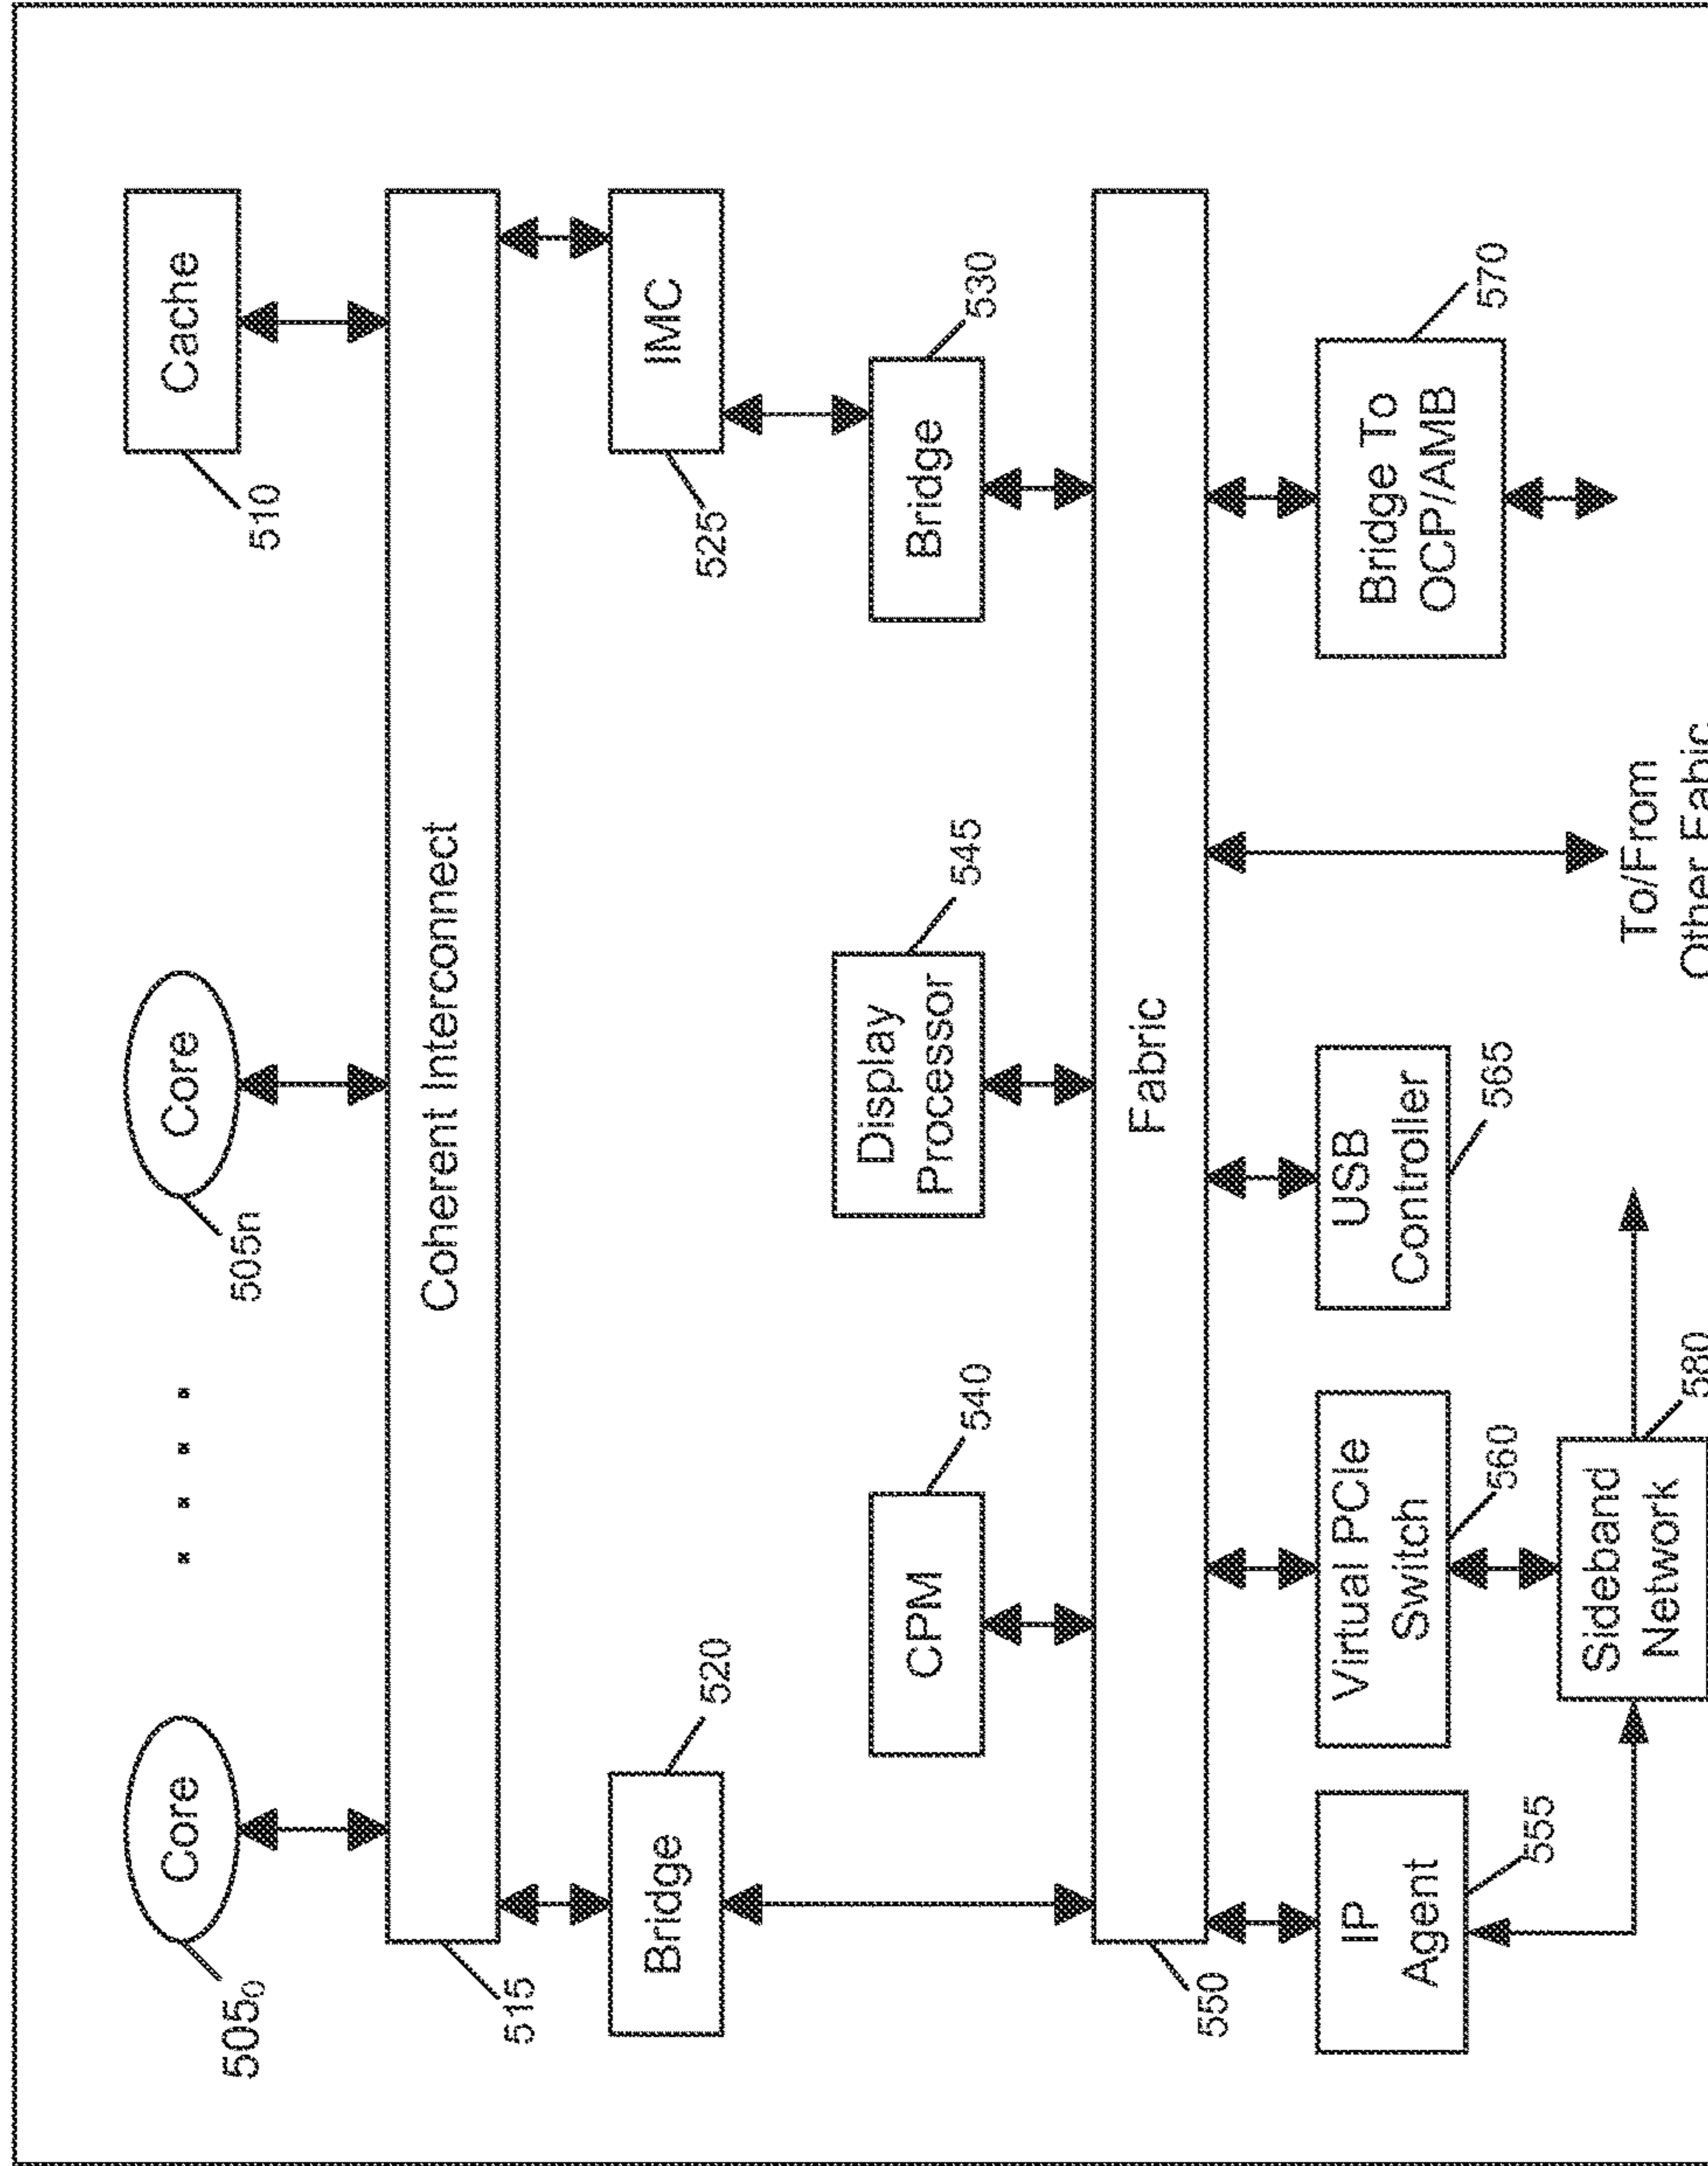 Core
Core
Cache
505₀
505n
510
Coherent Interconnect
515
Bridge
520
IMC
525
CPM
540
Display
Processor
545
Bridge
530
Fabric
550
IP
Agent
555
Virtual PCIe
Switch
560
USB
Controller
565
Bridge To
OCP/AMB
570
Sideband
Network
580
To/From
Other Fabic